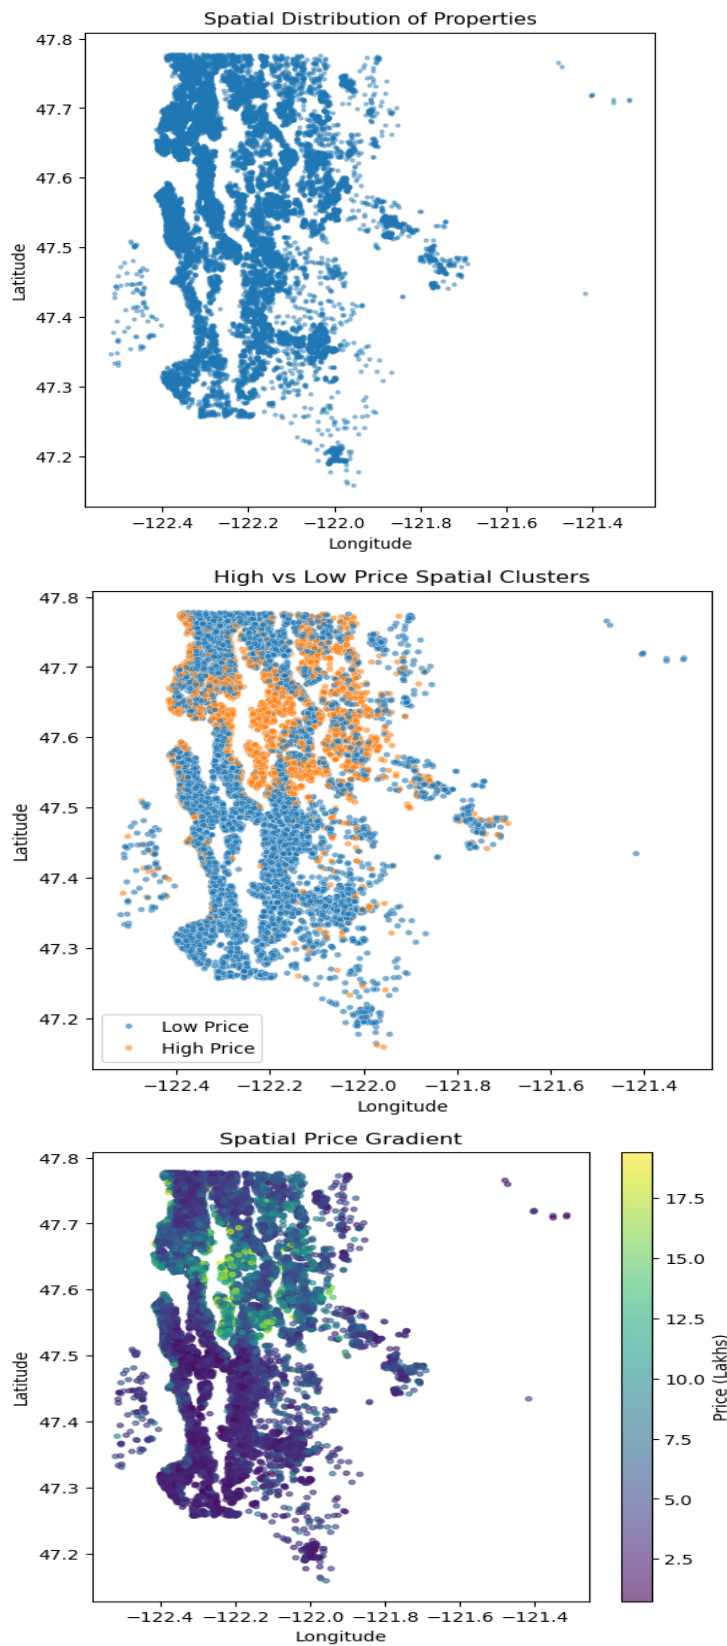 Spatial Distribution of Properties
47.8
47.7
47.6
47.5
47.4
47.3
47.2
Latitude
−122.4 −122.2 −122.0 −121.8 −121.6 −121.4
Longitude
High vs Low Price Spatial Clusters
47.8
47.7
47.6
47.5
47.4
47.3
47.2
Latitude
Low Price
High Price
−122.4 −122.2 −122.0 −121.8 −121.6 −121.4
Longitude
Spatial Price Gradient
47.8
47.7
47.6
47.5
47.4
47.3
47.2
Latitude
−122.4 −122.2 −122.0 −121.8 −121.6 −121.4
Longitude
17.5
15.0
12.5
10.0
7.5
5.0
2.5
Price (Lakhs)